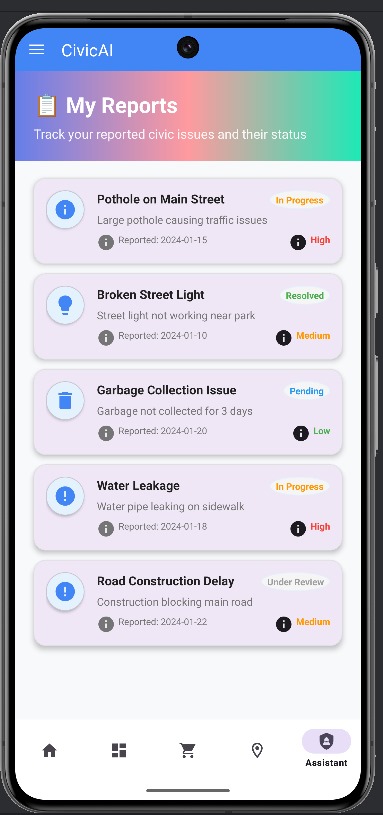 CivicAI
📋 My Reports
Track your reported civic issues and their status
Pothole on Main Street In Progress
Large pothole causing traffic issues
Reported: 2024-01-15 High
Broken Street Light Resolved
Street light not working near park
Reported: 2024-01-10 Medium
Garbage Collection Issue Pending
Garbage not collected for 3 days
Reported: 2024-01-20 Low
Water Leakage In Progress
Water pipe leaking on sidewalk
Reported: 2024-01-18 High
Road Construction Delay Under Review
Construction blocking main road
Reported: 2024-01-22 Medium
Assistant